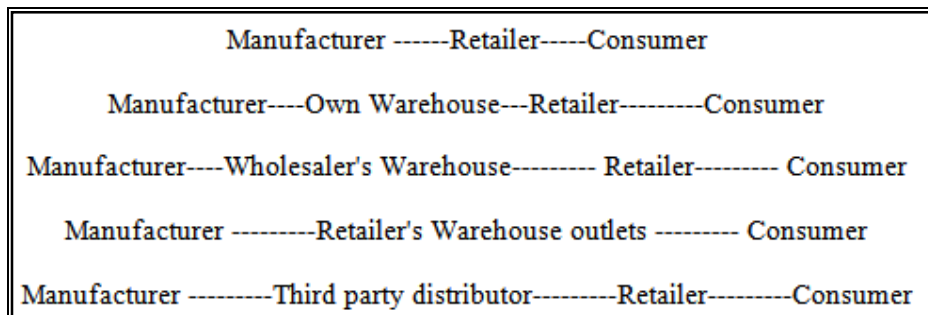 Manufacturer ------Retailer-----Consumer
Manufacturer----Own Warehouse---Retailer---------Consumer
Manufacturer----Wholesaler's Warehouse--------- Retailer--------- Consumer
Manufacturer ---------Retailer's Warehouse outlets --------- Consumer
Manufacturer ---------Third party distributor---------Retailer---------Consumer